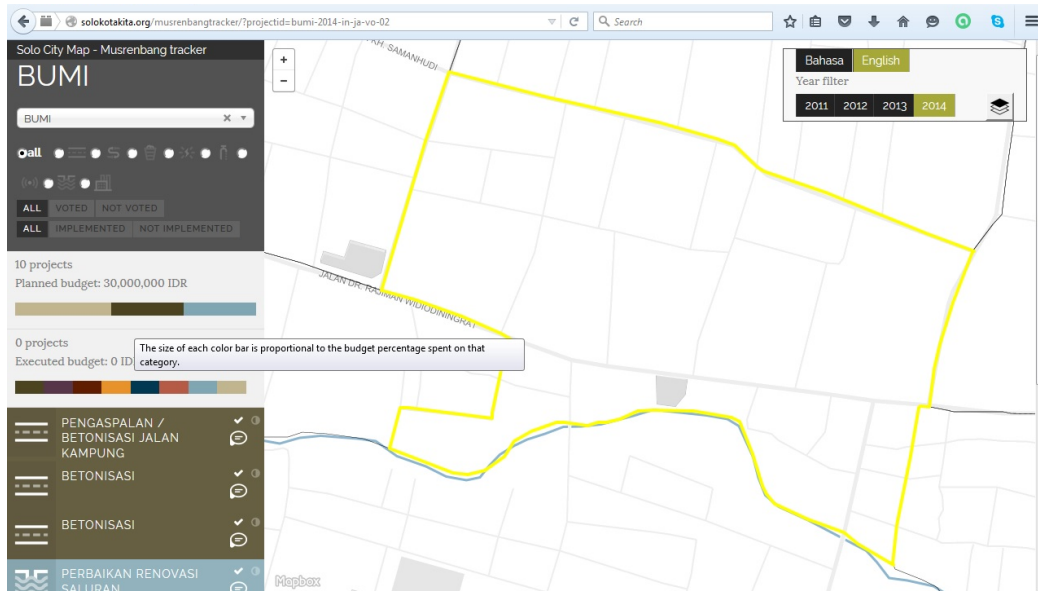 solokotakita.org/musrenbangtracker/?projectid=bumi-2014-in-ja-vo-02
Search
Solo City Map - Musrenbang tracker
BUMI
BUMI
all
ALL VOTED NOT VOTED
ALL IMPLEMENTED NOT IMPLEMENTED
10 projects
Planned budget: 30,000,000 IDR
0 projects
Executed budget: 0 ID
The size of each color bar is proportional to the budget percentage spent on that
category.
PENGASPALAN /
BETONISASI JALAN
KAMPUNG
BETONISASI
BETONISASI
PERBAIKAN RENOVASI
SALURAN
+
−
KH. SAMANHUDI
JALAN DR. RAJIMAN WIDIODININGRAT
Mapbox
Bahasa English
Year filter
2011 2012 2013 2014